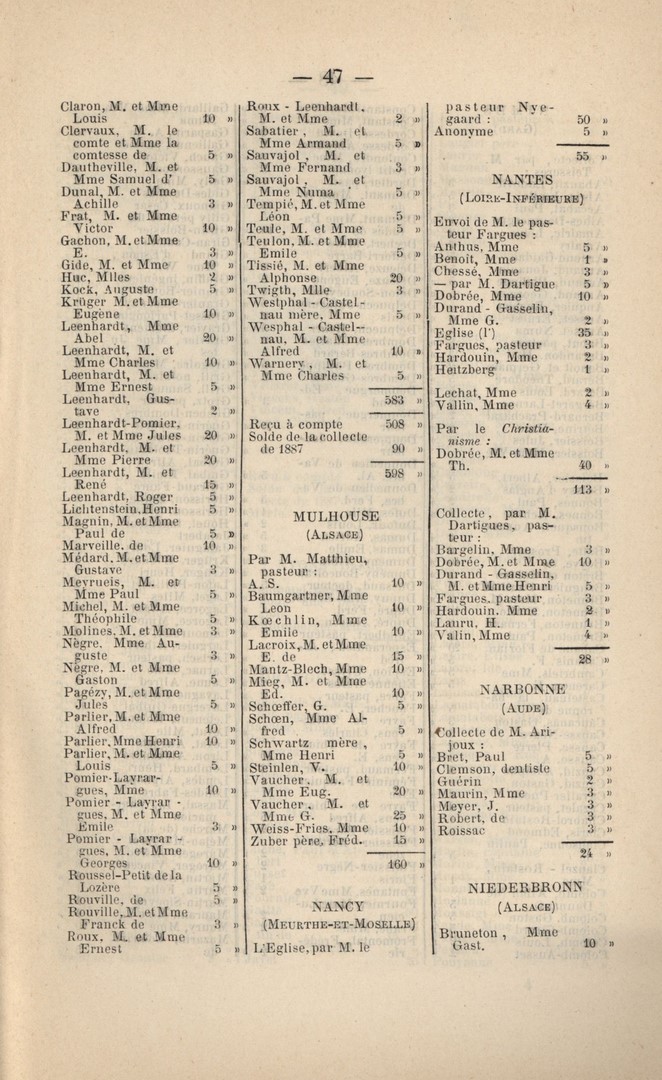 — 47 —
Claron, M. et Mme
Louis 10 »
Clervaux, M. le
comte et Mme la
comtesse de 5 »
Dautheville, M. et
Mme Samuel d' 5 »
Dunal, M. et Mme
Achille 3 »
Frat, M. et Mme
Victor 10 »
Gachon, M. et Mme
E. 3 »
Gide, M. et Mme 10 »
Huc, Mlles 2 »
Kock, Auguste 5 »
Krüger M. et Mme
Eugène 10 »
Leenhardt, Mme
Abel 20 »
Leenhardt, M. et
Mme Charles 10 »
Leenhardt, M. et
Mme Ernest 5 »
Leenhardt, Gus-
tave 2 »
Leenhardt-Pomier,
M. et Mme Jules 20 »
Leenhardt, M. et
Mme Pierre 20 »
Leenhardt, M. et
René 15 »
Leenhardt, Roger 5 »
Lichtenstein, Henri 5 »
Magnin, M. et Mme
Paul de 5 »
Marveille, de 10 »
Médard, M. et Mme
Gustave 3 »
Meyrueis, M. et
Mme Paul 5 »
Michel, M. et Mme
Théophile 5 »
Molines, M. et Mme 3 »
Nègre, Mme Au-
guste 3 »
Nègre, M. et Mme
Gaston 5 »
Pagézy, M. et Mme
Jules 5 »
Parlier, M. et Mme
Alfred 10 »
Parlier, Mme Henri 10 »
Parlier, M. et Mme
Louis 5 »
Pomier-Layrar-
gues, Mme 10 »
Pomier - Layrar -
gues, M. et Mme
Emile 3 »
Pomier - Layrar -
gues, M. et Mme
Georges 10 »
Roussel-Petit de la
Lozère 5 »
Rouville, de 5 »
Rouville, M. et Mme
Franck de 3 »
Roux, M. et Mme
Ernest 5 »
Roux - Leenhardt,
M. et Mme 2 »
Sabatier, M. et
Mme Armand 5 »
Sauvajol, M. et
Mme Fernand 3 »
Sauvajol, M. et
Mme Numa 5 »
Tempié, M. et Mme
Léon 5 »
Teule, M. et Mme 5 »
Teulon, M. et Mme
Emile 5 »
Tissié, M. et Mme
Alphonse 20 »
Twigth, Mlle 3 »
Westphal - Castel-
nau mère, Mme 5 »
Wesphal - Castel-
nau, M. et Mme
Alfred 10 »
Warnery, M. et
Mme Charles 5 »
583 »
Reçu à compte 508 »
Solde de la collecte
de 1887 90 »
598 »
MULHOUSE
(ALSACE)
Par M. Matthieu,
pasteur :
A. S. 10 »
Baumgartner, Mme
Leon 10 »
Kœchlin, Mme
Emile 10 »
Lacroix, M. et Mme
E. de 15 »
Mantz-Blech, Mme 10 »
Mieg, M. et Mme
Ed. 10 »
Schœffer, G. 5 »
Schœn, Mme Al-
fred 5 »
Schwartz mère,
Mme Henri 5 »
Steinlen, V. 10 »
Vaucher, M. et
Mme Eug. 20 »
Vaucher, M. et
Mme G. 25 »
Weiss-Fries, Mme 10 »
Zuber père, Fréd. 15 »
160 »
NANCY
(MEURTHE-ET-MOSELLE)
L'Eglise, par M. le
pasteur Nye-
gaard : 50 »
Anonyme 5 »
55 »
NANTES
(LOIRE-INFÉRIEURE)
Envoi de M. le pas-
teur Fargues :
Anthus, Mme 5 »
Benoit, Mme 1 »
Chessé, Mme 3 »
— par M. Dartigue 5 »
Dobrée, Mme 10 »
Durand - Gasselin,
Mme G. 2 »
Eglise (l') 35 »
Fargues, pasteur 3 »
Hardouin, Mme 2 »
Heitzberg 1 »
Lechat, Mme 2 »
Vallin, Mme 4 »
Par le Christia-
nisme :
Dobrée, M. et Mme
Th. 40 »
113 »
Collecte, par M.
Dartigues, pas-
teur :
Bargelin, Mme 3 »
Dobrée, M. et Mme 10 »
Durand - Gasselin,
M. et Mme Henri 5 »
Fargues, pasteur 3 »
Hardouin, Mme 2 »
Lauru, H. 1 »
Valin, Mme 4 »
28 »
NARBONNE
(AUDE)
Collecte de M. Ari-
joux :
Bret, Paul 5 »
Clemson, dentiste 5 »
Guérin 2 »
Maurin, Mme 3 »
Meyer, J. 3 »
Robert, de 3 »
Roissac 3 »
24 »
NIEDERBRONN
(ALSACE)
Bruneton, Mme
Gast. 10 »